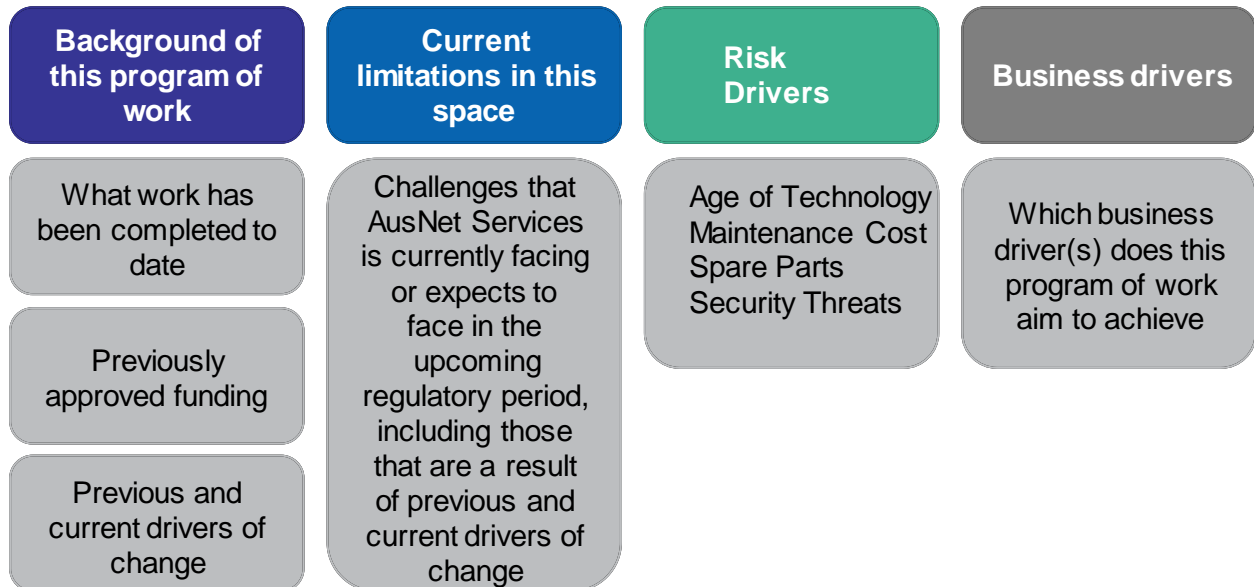 Background of
this program of
work
What work has
been completed to
date
Previously
approved funding
Previous and
current drivers of
change
Current
limitations in this
space
Challenges that
AusNet Services
is currently facing
or expects to
face in the
upcoming
regulatory period,
including those
that are a result
of previous and
current drivers of
change
Risk
Drivers
Age of Technology
Maintenance Cost
Spare Parts
Security Threats
Business drivers
Which business
driver(s) does this
program of work
aim to achieve